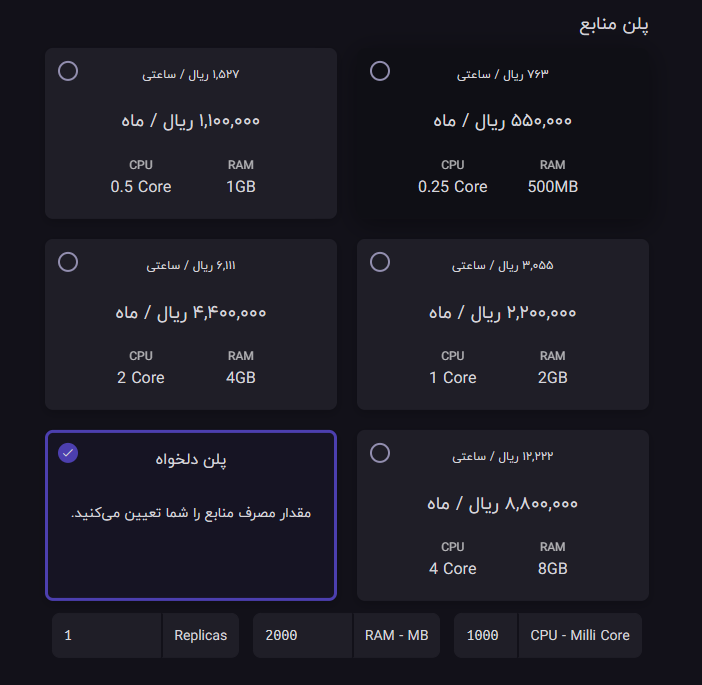 پلن منابع
۷۶۳ ریال / ساعتی
۵۵۰,۰۰۰ ریال / ماه
RAM
CPU
500MB
0.25 Core
۱,۵۲۷ ریال / ساعتی
۱,۱۰۰,۰۰۰ ریال / ماه
RAM
CPU
1GB
0.5 Core
۳,۰۵۵ ریال / ساعتی
۲,۲۰۰,۰۰۰ ریال / ماه
RAM
CPU
2GB
1 Core
۶,۱۱۱ ریال / ساعتی
۴,۴۰۰,۰۰۰ ریال / ماه
RAM
CPU
4GB
2 Core
۱۲,۲۲۲ ریال / ساعتی
۸,۸۰۰,۰۰۰ ریال / ماه
RAM
CPU
8GB
4 Core
پلن دلخواه
مقدار مصرف منابع را شما تعیین می‌کنید.
CPU - Milli Core
1000
RAM - MB
2000
Replicas
1